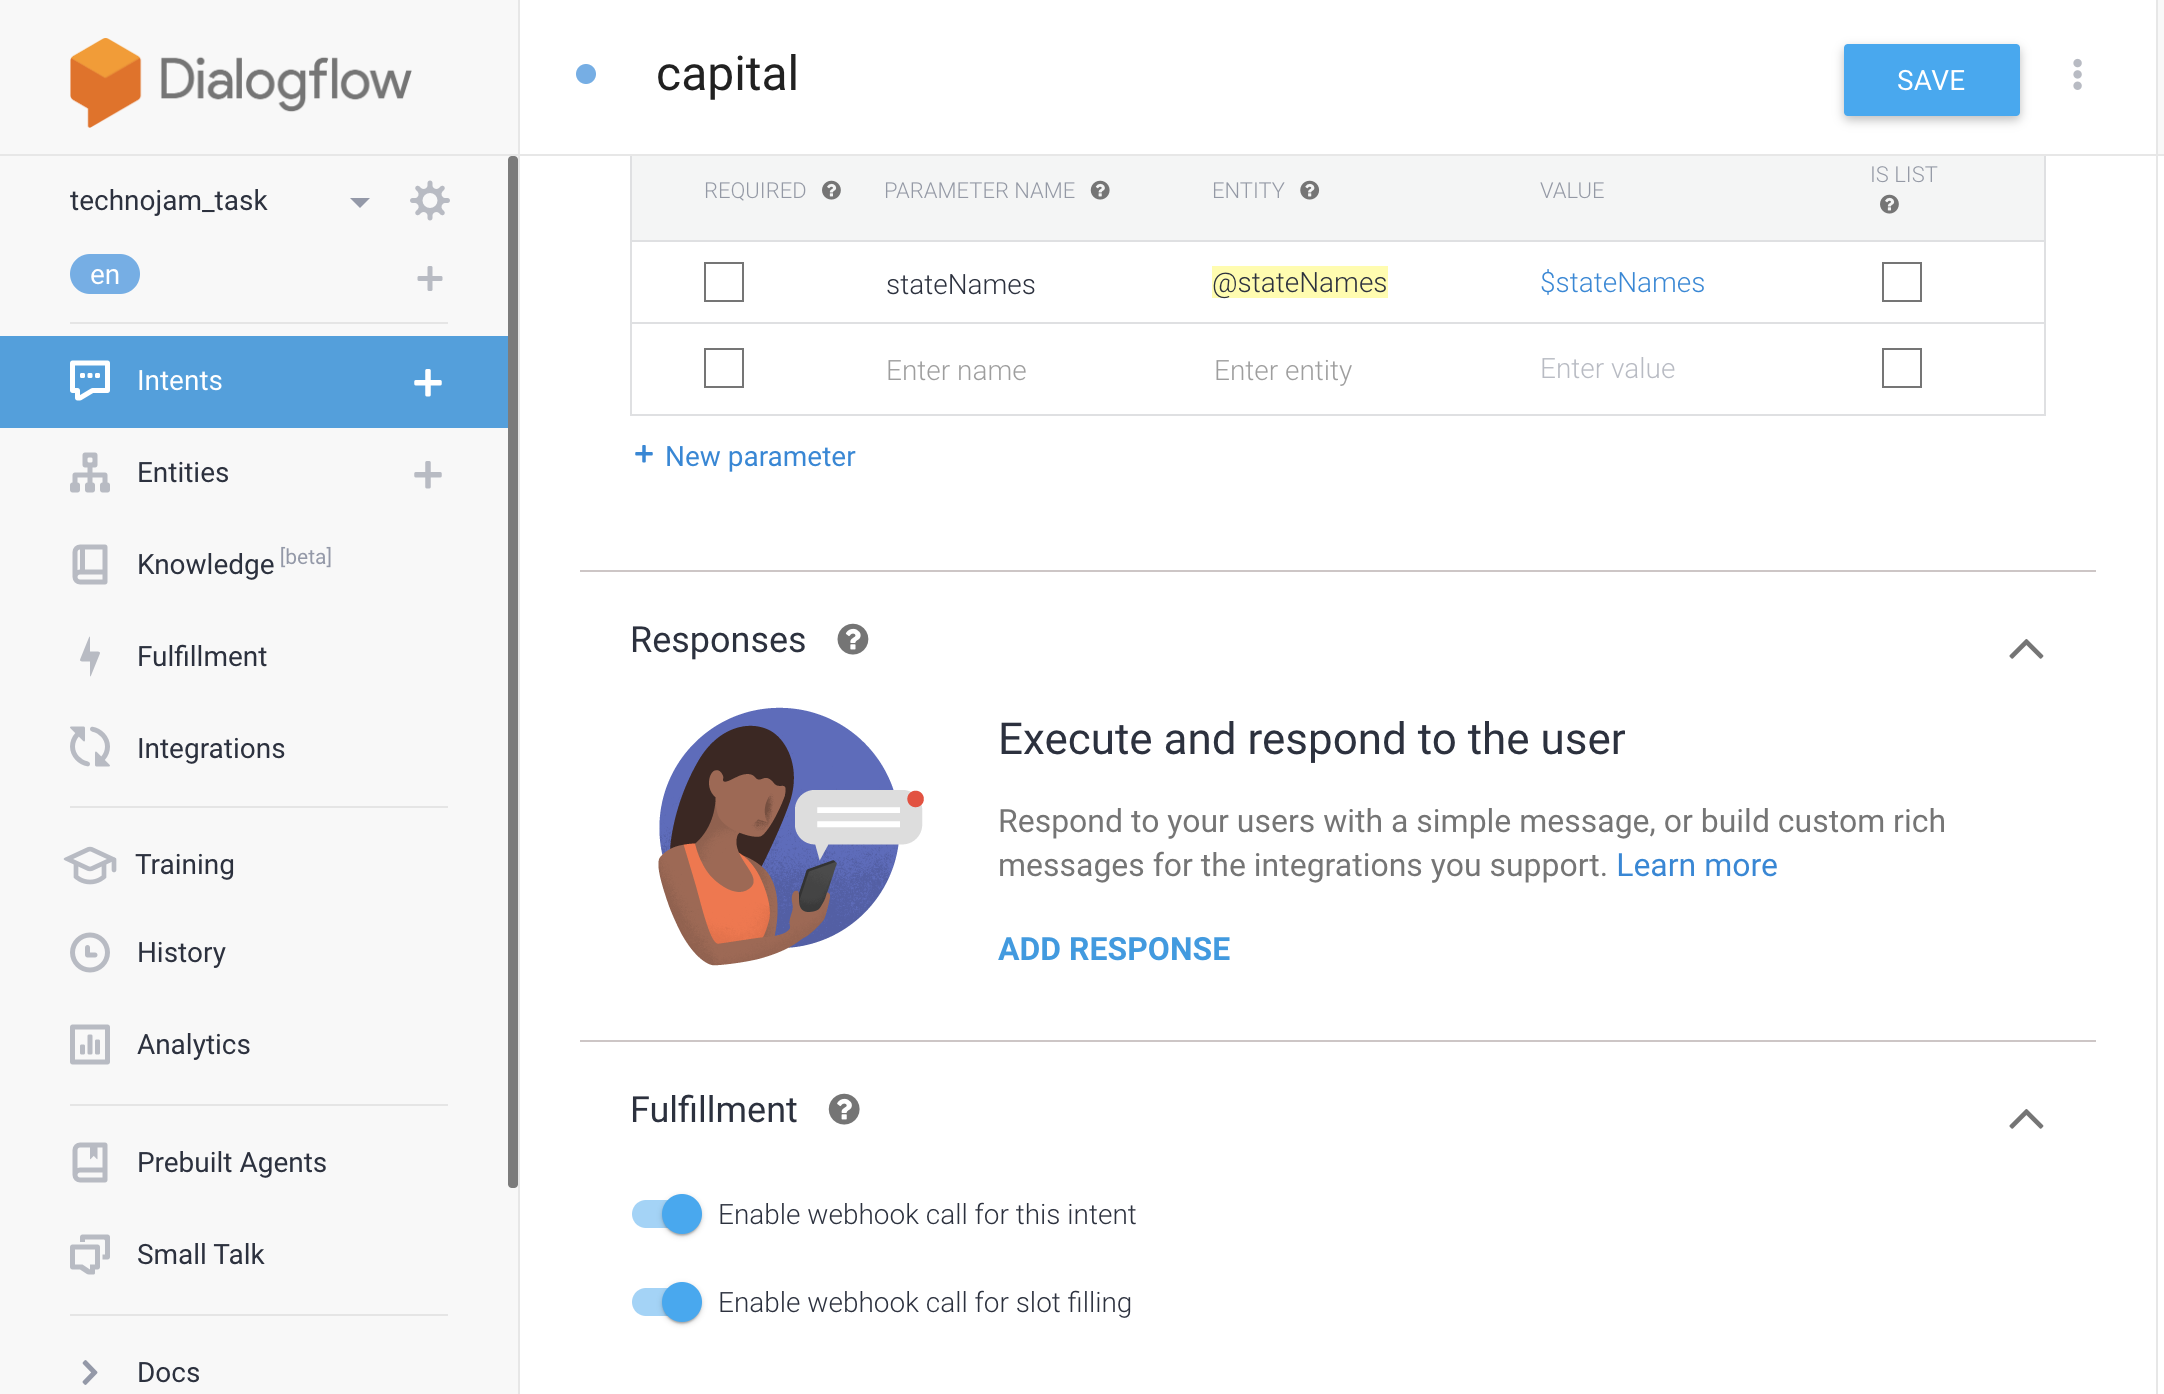 Dialogflow
capital
SAVE
technojam_task
en
Intents
Entities
Knowledge [beta]
Fulfillment
Integrations
Training
History
Analytics
Prebuilt Agents
Small Talk
Docs
REQUIRED PARAMETER NAME ENTITY VALUE IS LIST
stateNames @stateNames $stateNames
Enter name Enter entity Enter value
+ New parameter
Responses
Execute and respond to the user
Respond to your users with a simple message, or build custom rich
messages for the integrations you support. Learn more
ADD RESPONSE
Fulfillment
Enable webhook call for this intent
Enable webhook call for slot filling